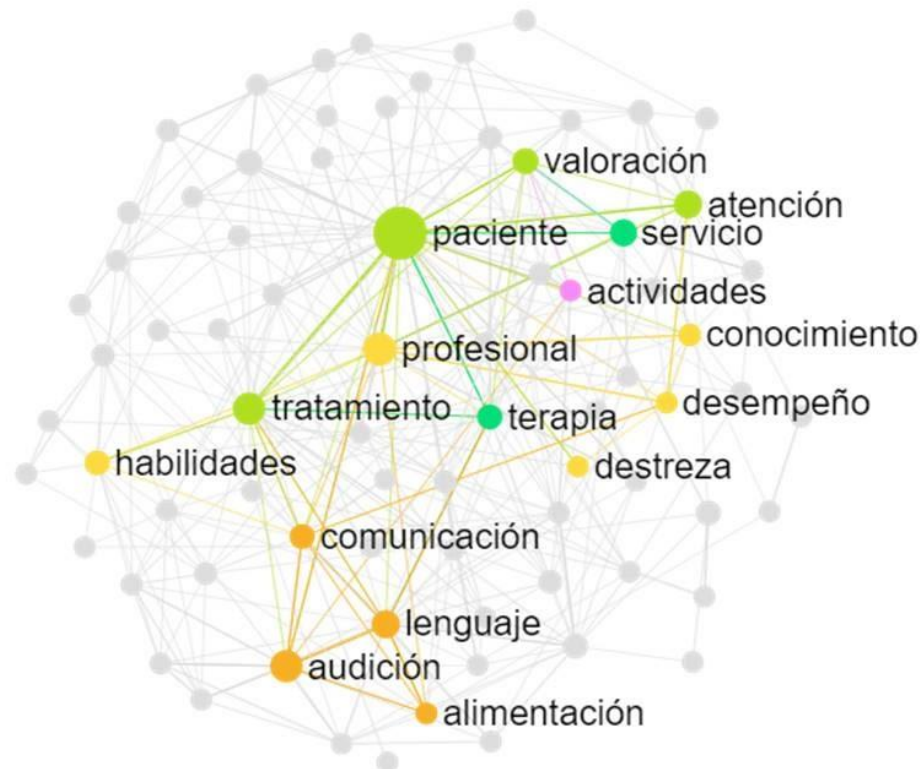 valoración
atención
paciente
servicio
actividades
conocimiento
profesional
desempeño
tratamiento
terapia
habilidades
destreza
comunicación
lenguaje
audición
alimentación